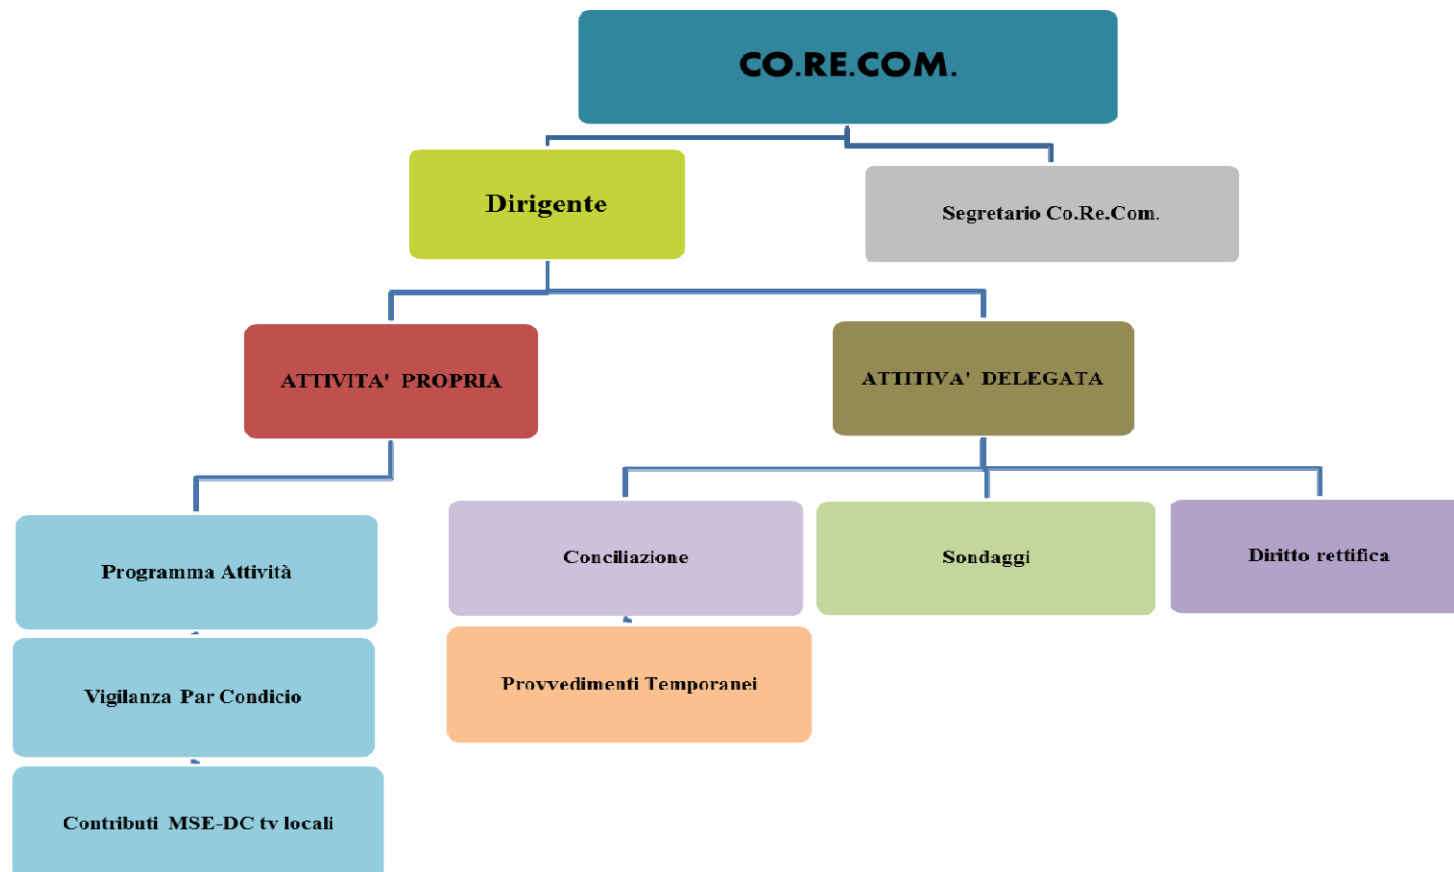 CO.RE.COM.
Dirigente
Segretario Co.Re.Com.
ATTIVITA' PROPRIA
ATTITIVA' DELEGATA
Programma Attività
Conciliazione
Sondaggi
Diritto rettifica
Vigilanza Par Condicio
Provvedimenti Temporanei
Contributi MSE-DC tv locali